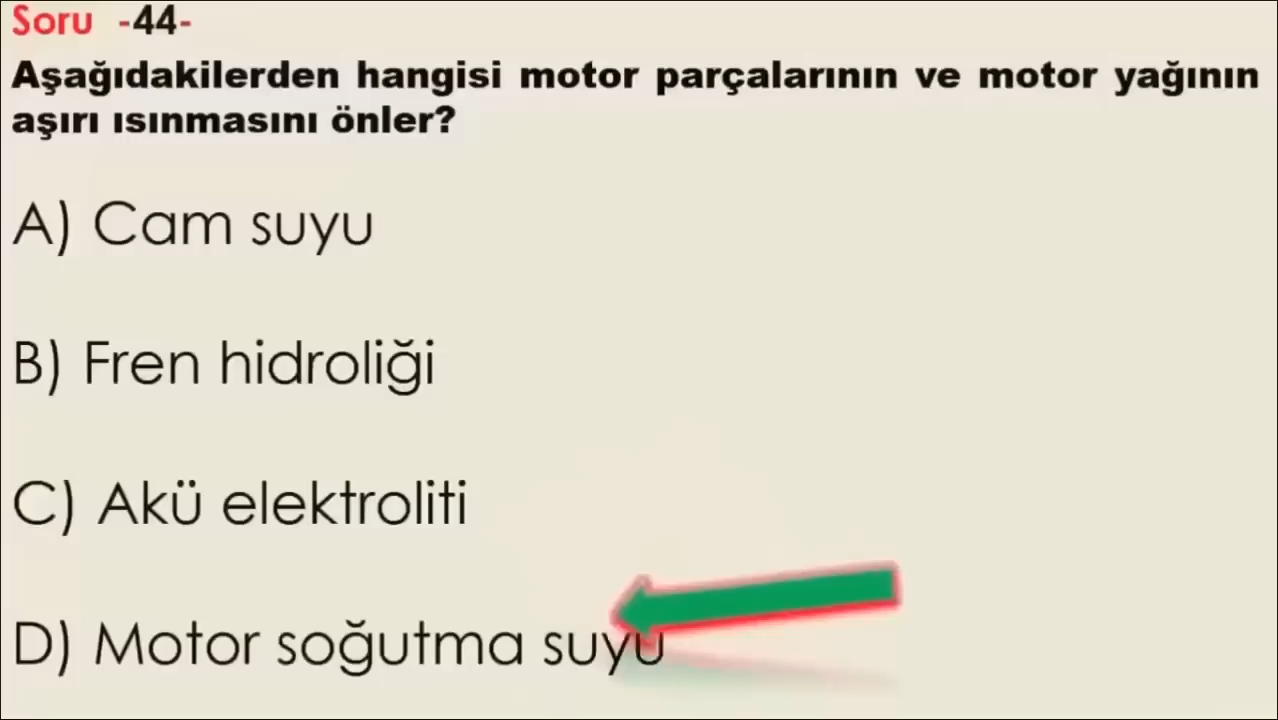 Soru -44-
Aşağıdakilerden hangisi motor parçalarının ve motor yağının
aşırı ısınmasını önler?
A) Cam suyu
B) Fren hidroliği
C) Akü elektroliti
D) Motor soğutma suyu